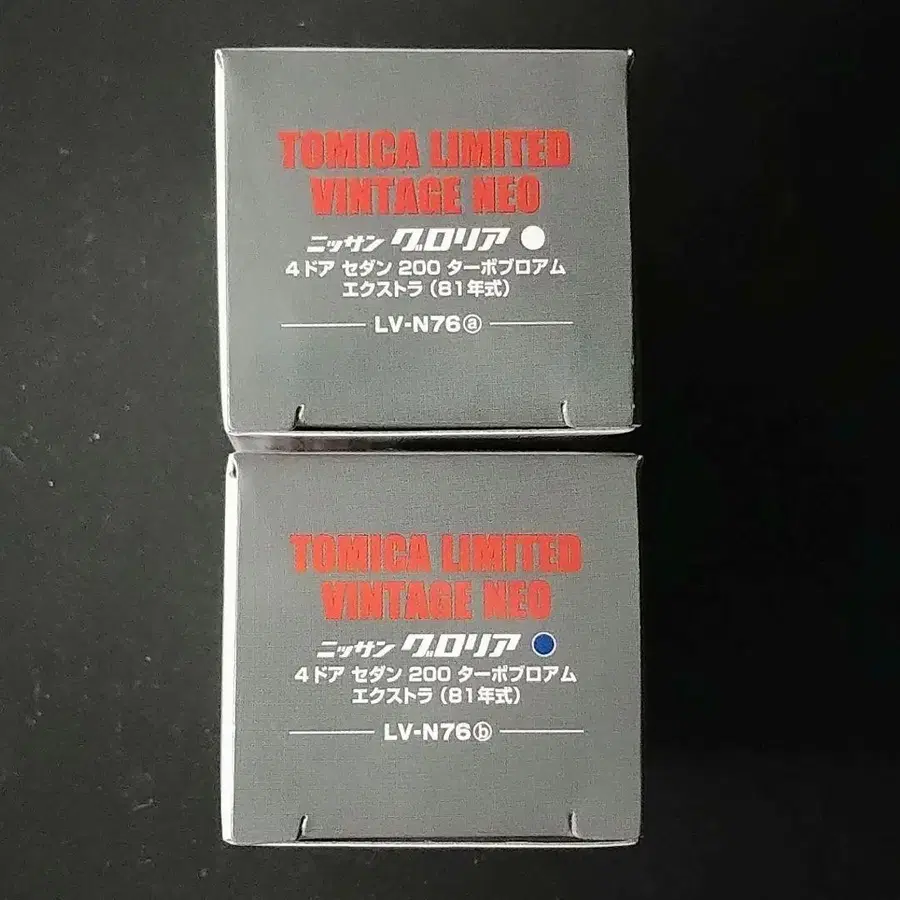 TOMICA LIMITED
VINTAGE NEO
ニッサン グロリア
4ドア セダン 200 ターボブロアム
エクストラ (81年式)
LV-N76ⓐ
TOMICA LIMITED
VINTAGE NEO
ニッサン グロリア
4ドア セダン 200 ターボブロアム
エクストラ (81年式)
LV-N76ⓑ